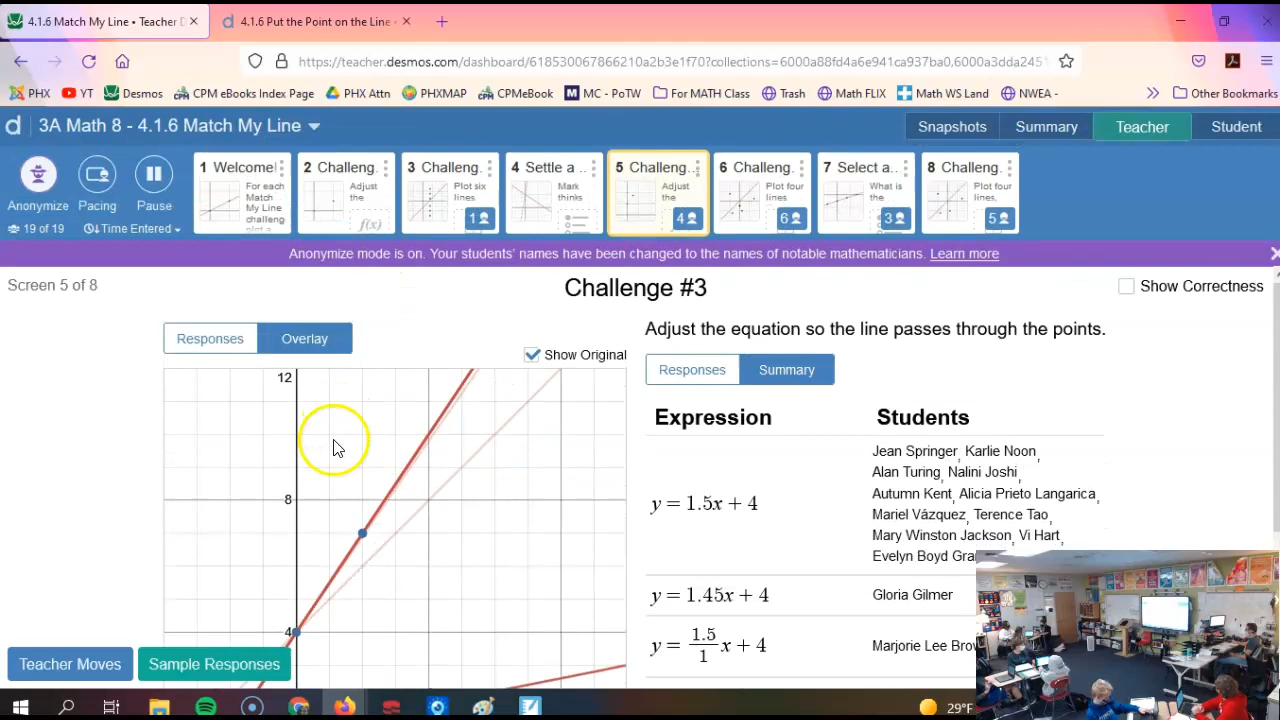 4.1.6 Match My Line • Teacher D
4.1.6 Put the Point on the Line •
https://teacher.desmos.com/dashboard/618533067866210a2b3e1f70?collections=6000a88fd4a6e941ca937ba0,6000a3dda245
PHX YT Desmos CPM eBooks Index Page PHX Attn PHXMAP CPMeBook MC - PoTW For MATH Class Trash Math FLIX Math WS Land NWEA - Other Bookmarks
3A Math 8 - 4.1.6 Match My Line
Snapshots Summary Teacher Student
Anonymize Pacing Pause
19 of 19 Time Entered
1 Welcome! For each Match My Line challeng plot a
2 Challeng. Adjust the f(x)
3 Challeng. Plot six lines 1
4 Settle a .. Mark thinks
5 Challeng.. Adjust the 4
6 Challeng. Plot four lines 6
7 Select a.. What is the 3
8 Challeng. Plot four lines, 5
Anonymize mode is on. Your students' names have been changed to the names of notable mathematicians. Learn more
Screen 5 of 8
Challenge #3
Show Correctness
Responses Overlay
Show Original
12
8
4
Adjust the equation so the line passes through the points.
Responses Summary
Expression Students
y = 1.5x + 4
Jean Springer, Karlie Noon,
Alan Turing, Nalini Joshi,
Autumn Kent, Alicia Prieto Langarica,
Mariel Vázquez, Terence Tao,
Mary Winston Jackson, Vi Hart,
Evelyn Boyd Gra
y = 1.45x + 4 Gloria Gilmer
y = 1.5/1 x + 4 Marjorie Lee Brow
Teacher Moves Sample Responses
29°F